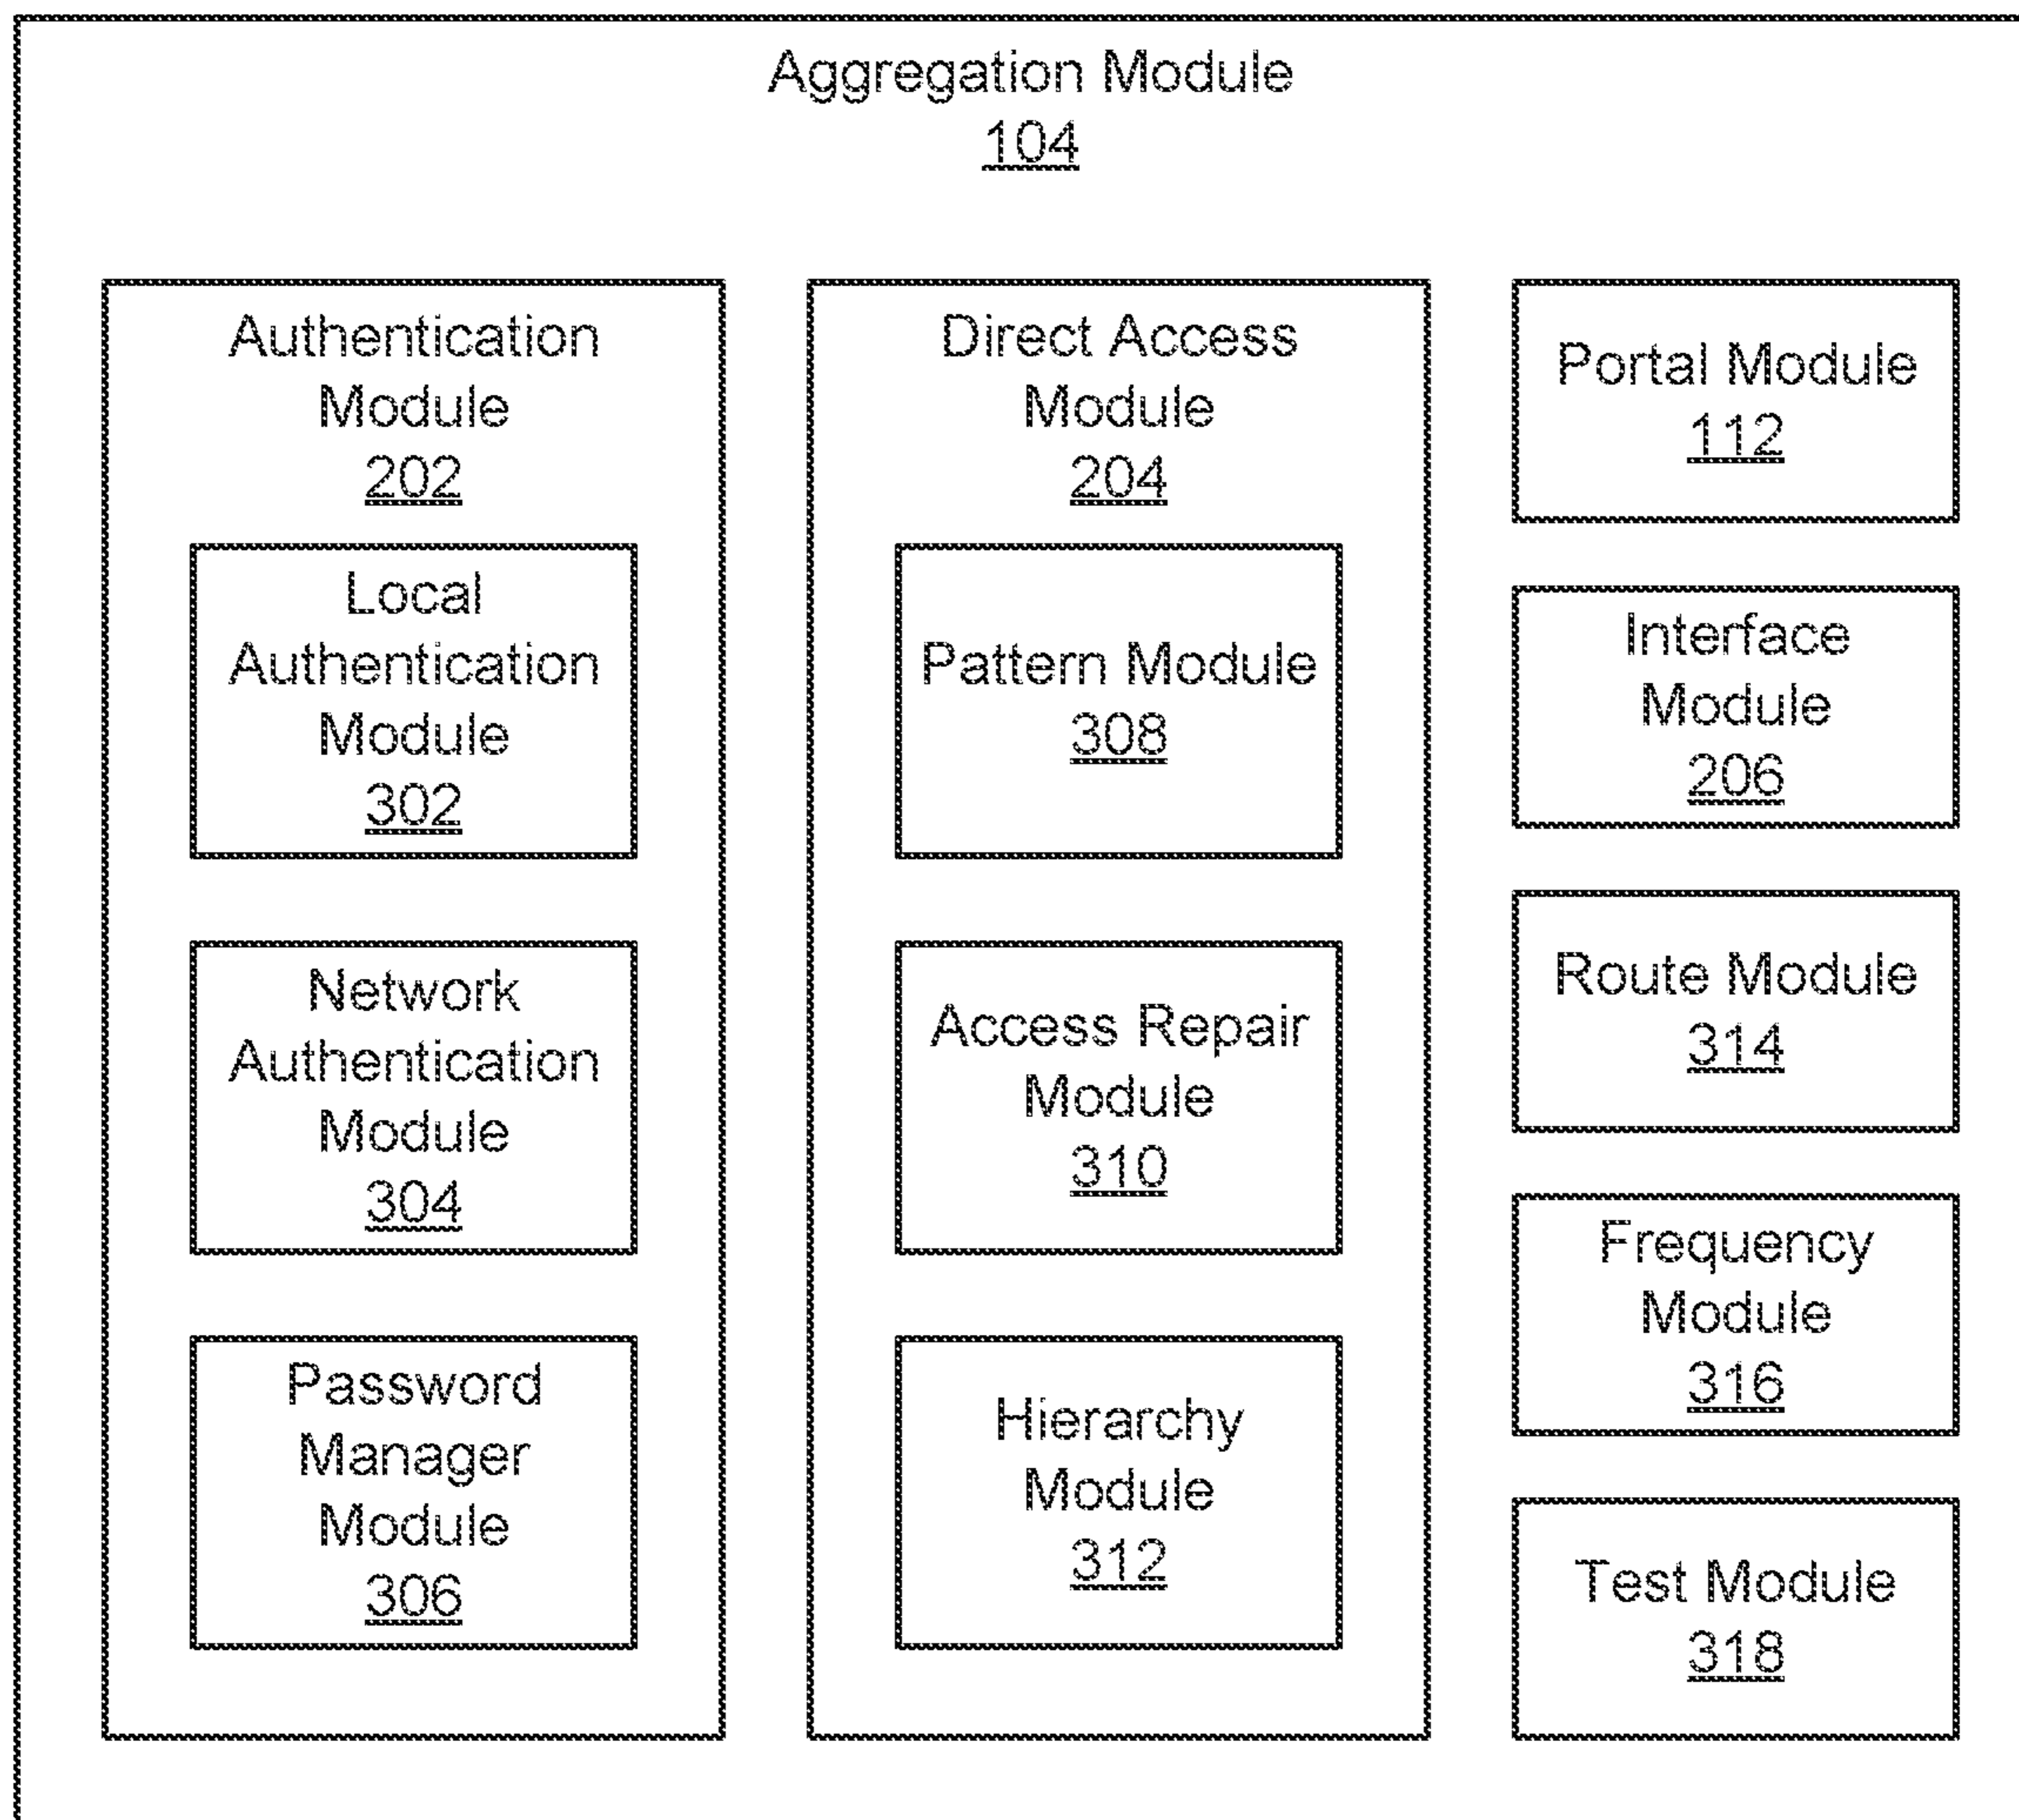 Aggregation Module
104
Authentication
Module
202
Local
Authentication
Module
302
Network
Authentication
Module
304
Password
Manager
Module
306
Direct Access
Module
204
Pattern Module
308
Access Repair
Module
310
Hierarchy
Module
312
Portal Module
112
Interface
Module
206
Route Module
314
Frequency
Module
316
Test Module
318